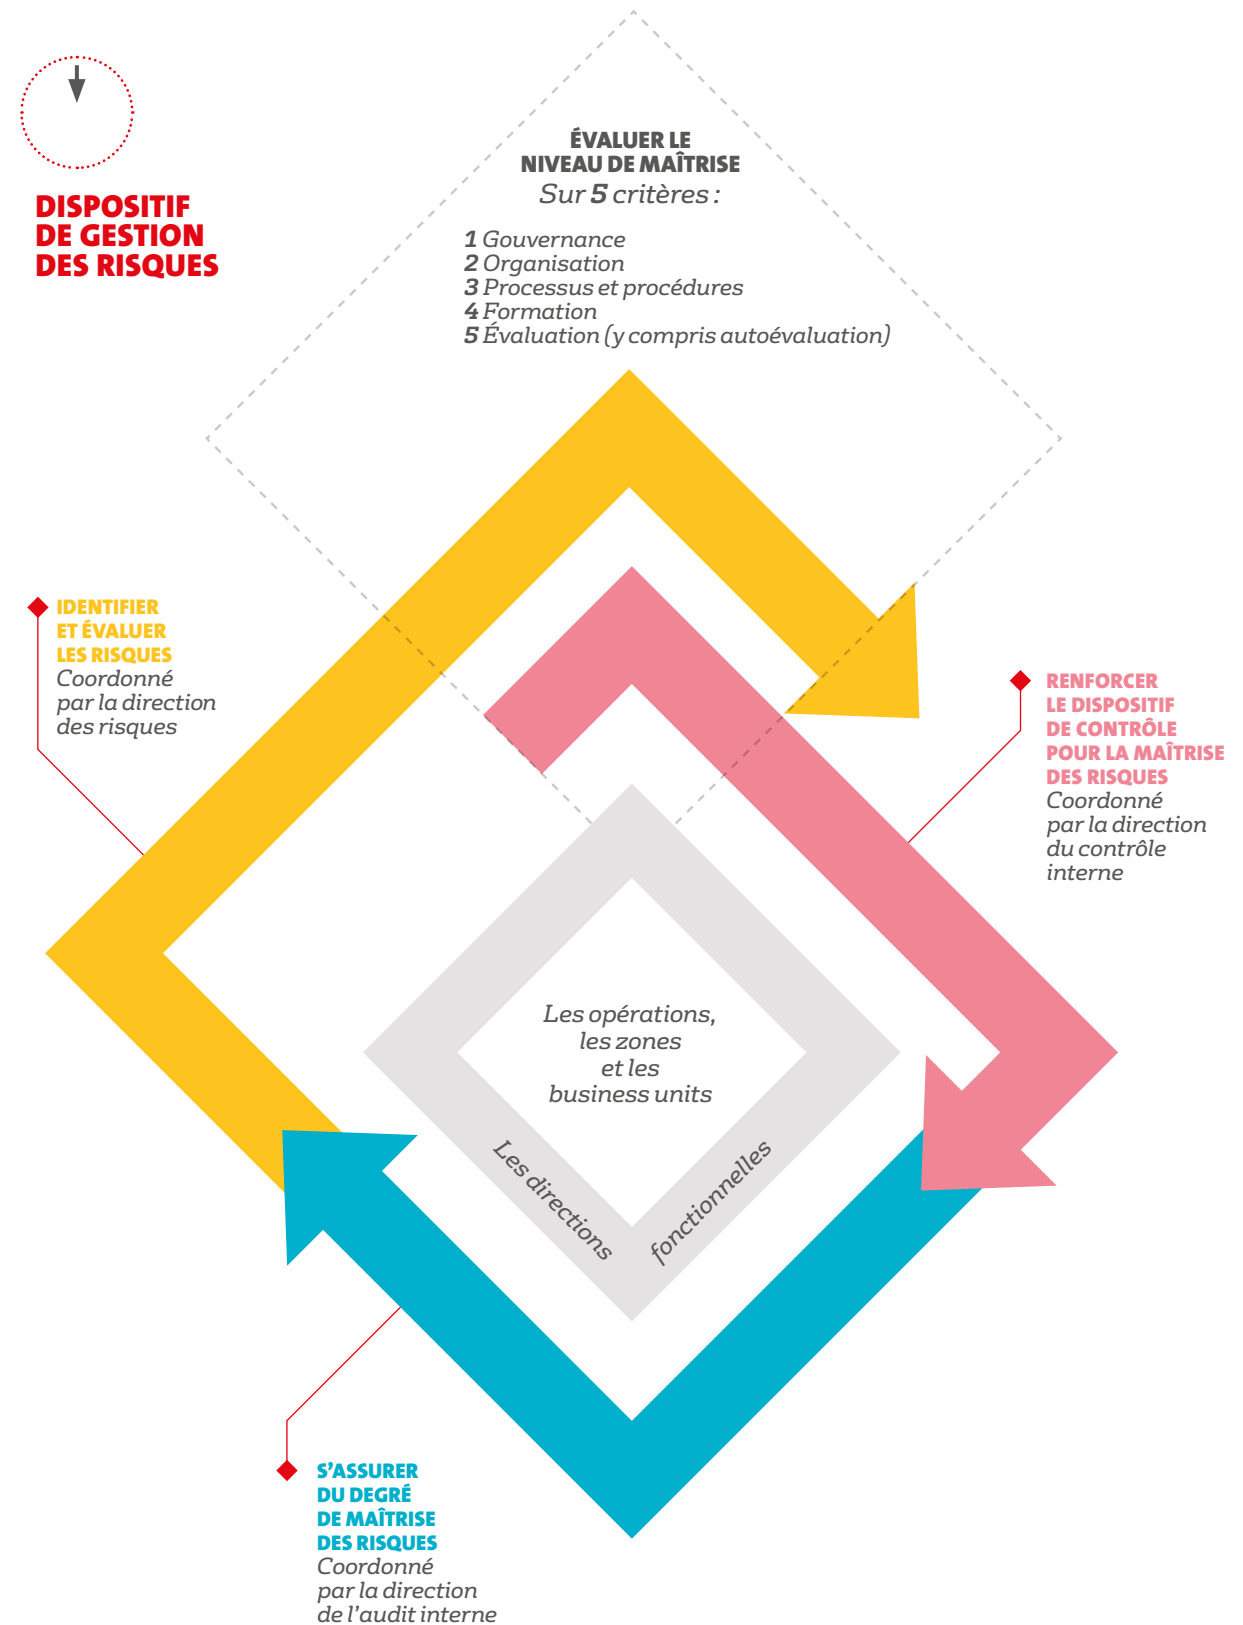 DISPOSITIF
DE GESTION
DES RISQUES
ÉVALUER LE
NIVEAU DE MAÎTRISE
Sur 5 critères :
1 Gouvernance
2 Organisation
3 Processus et procédures
4 Formation
5 Évaluation (y compris autoévaluation)
IDENTIFIER
ET ÉVALUER
LES RISQUES
Coordonné
par la direction
des risques
RENFORCER
LE DISPOSITIF
DE CONTRÔLE
POUR LA MAÎTRISE
DES RISQUES
Coordonné
par la direction
du contrôle
interne
Les opérations,
les zones
et les
business units
Les directions
fonctionnelles
S’ASSURER
DU DEGRÉ
DE MAÎTRISE
DES RISQUES
Coordonné
par la direction
de l’audit interne